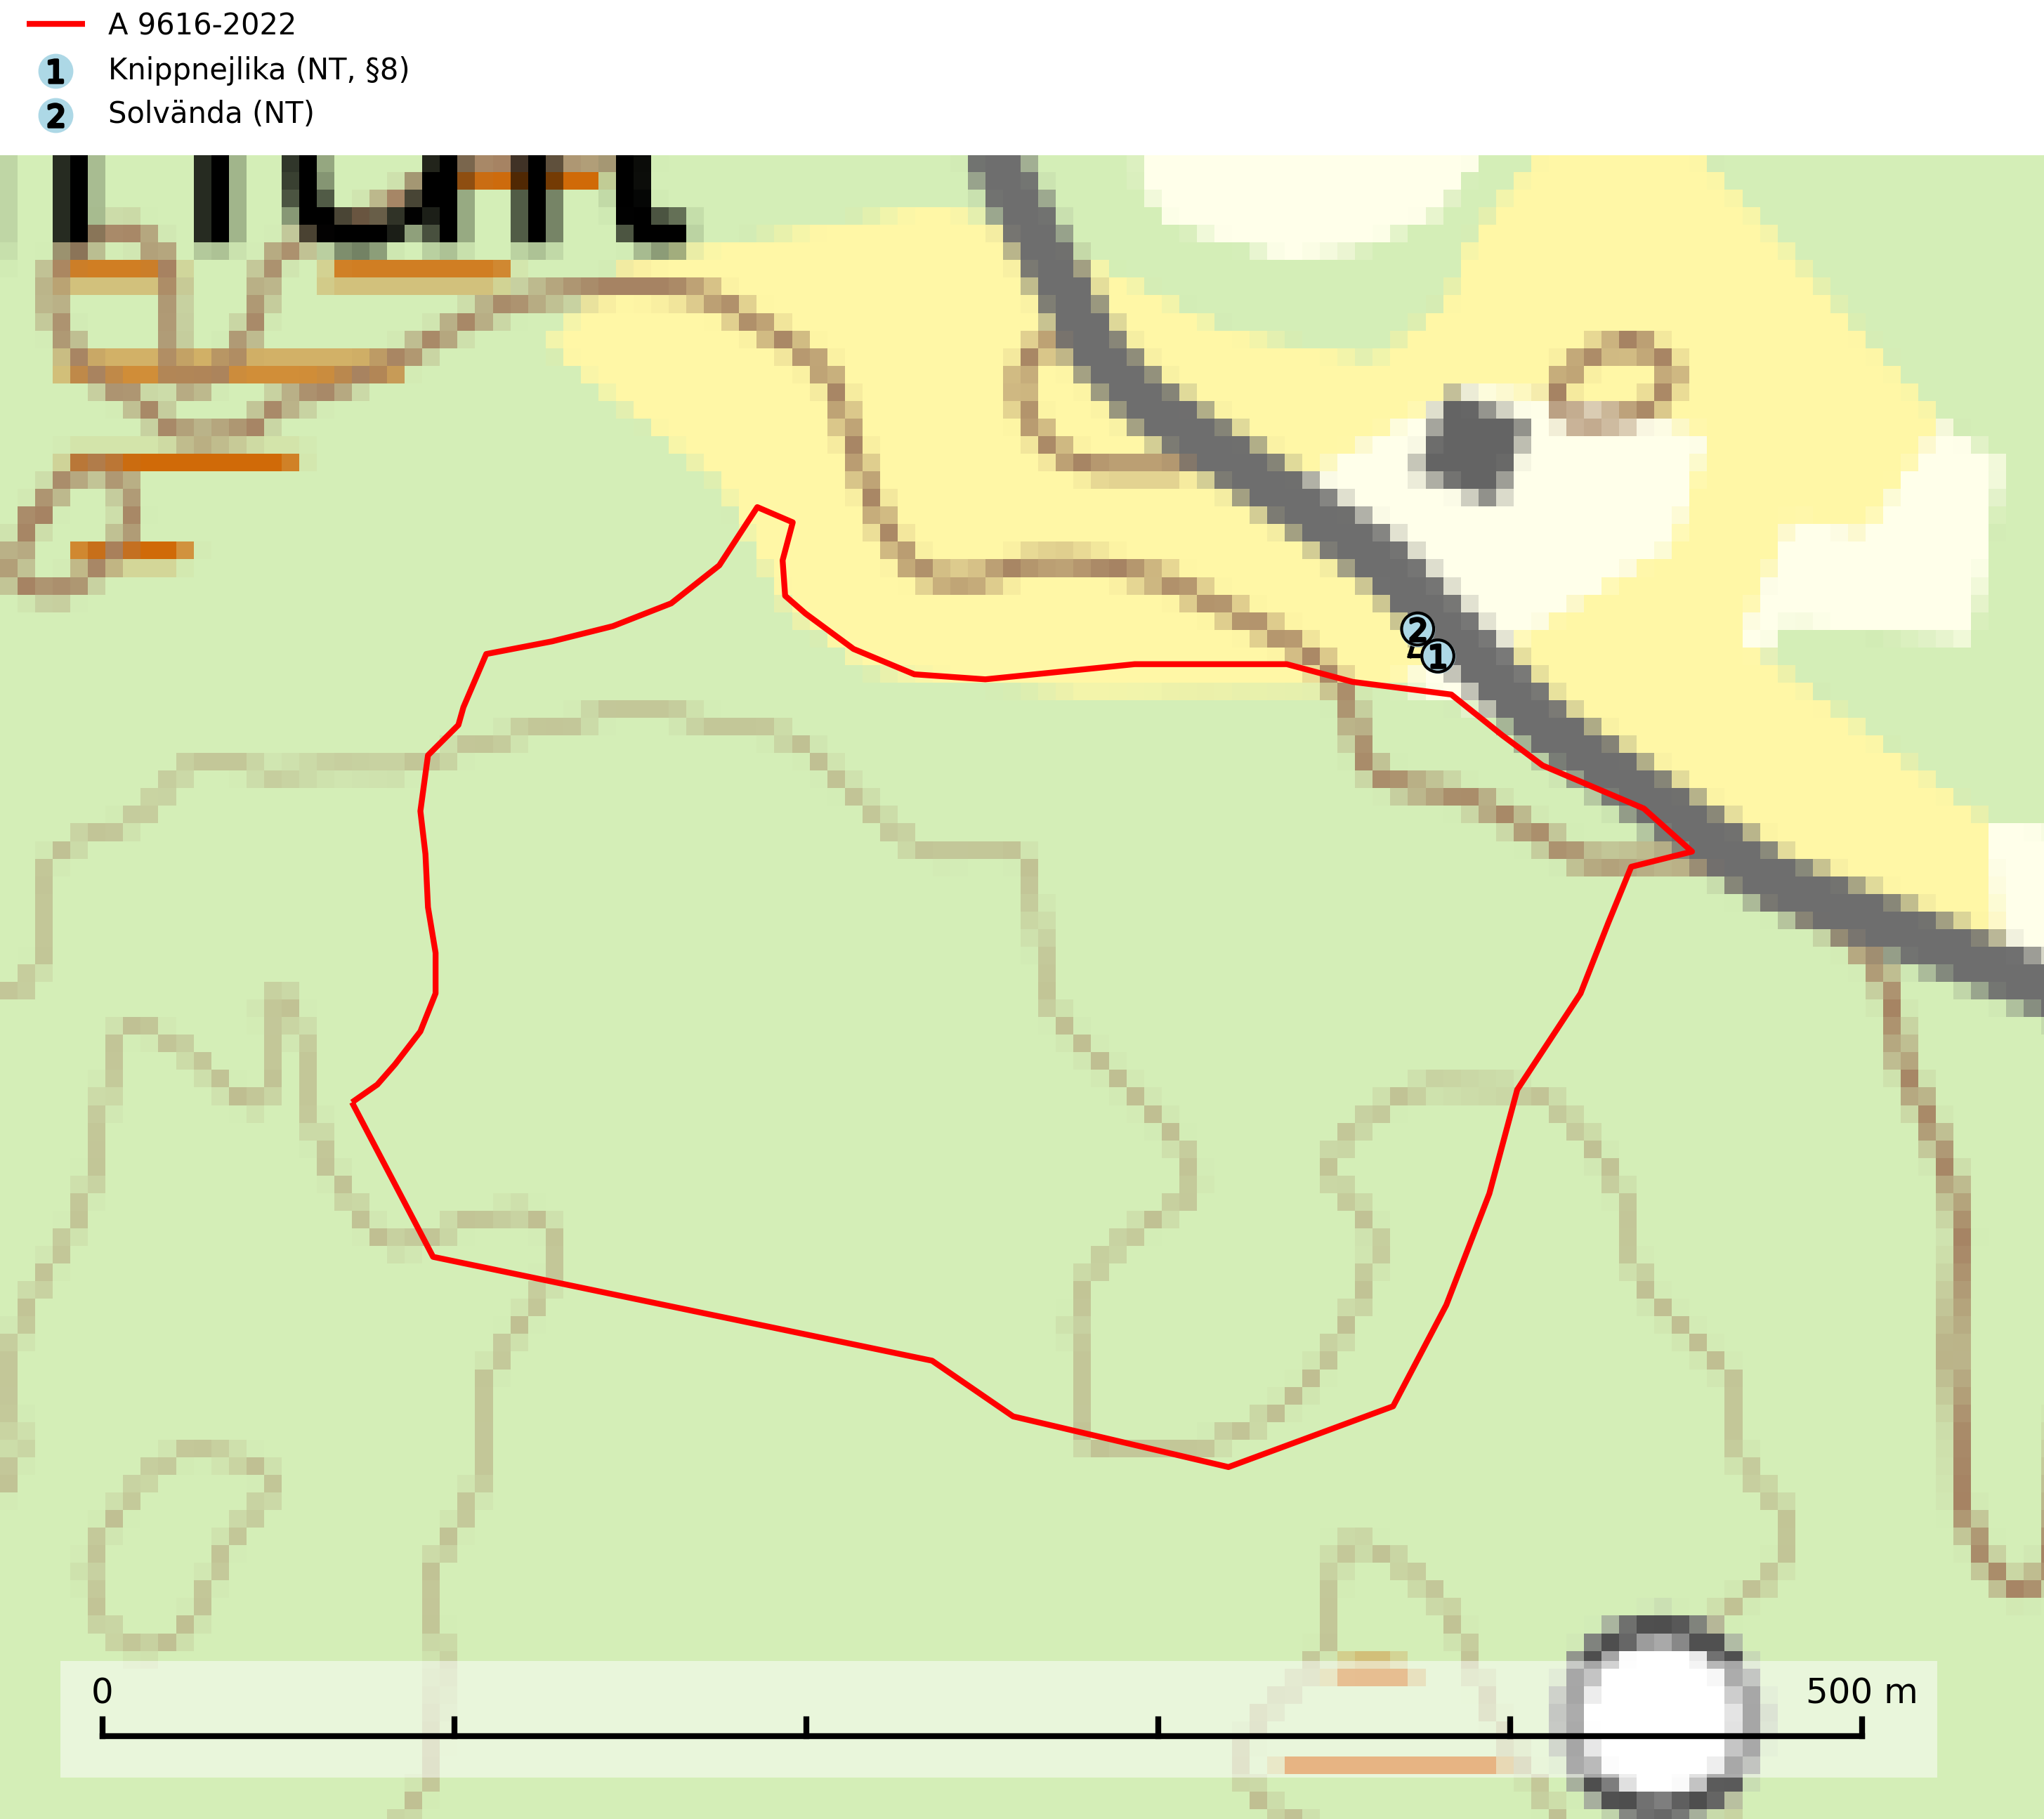 A 9616-2022
1 Knippnejlika (NT, §8)
2 Solvända (NT)
2
1
0 500 m